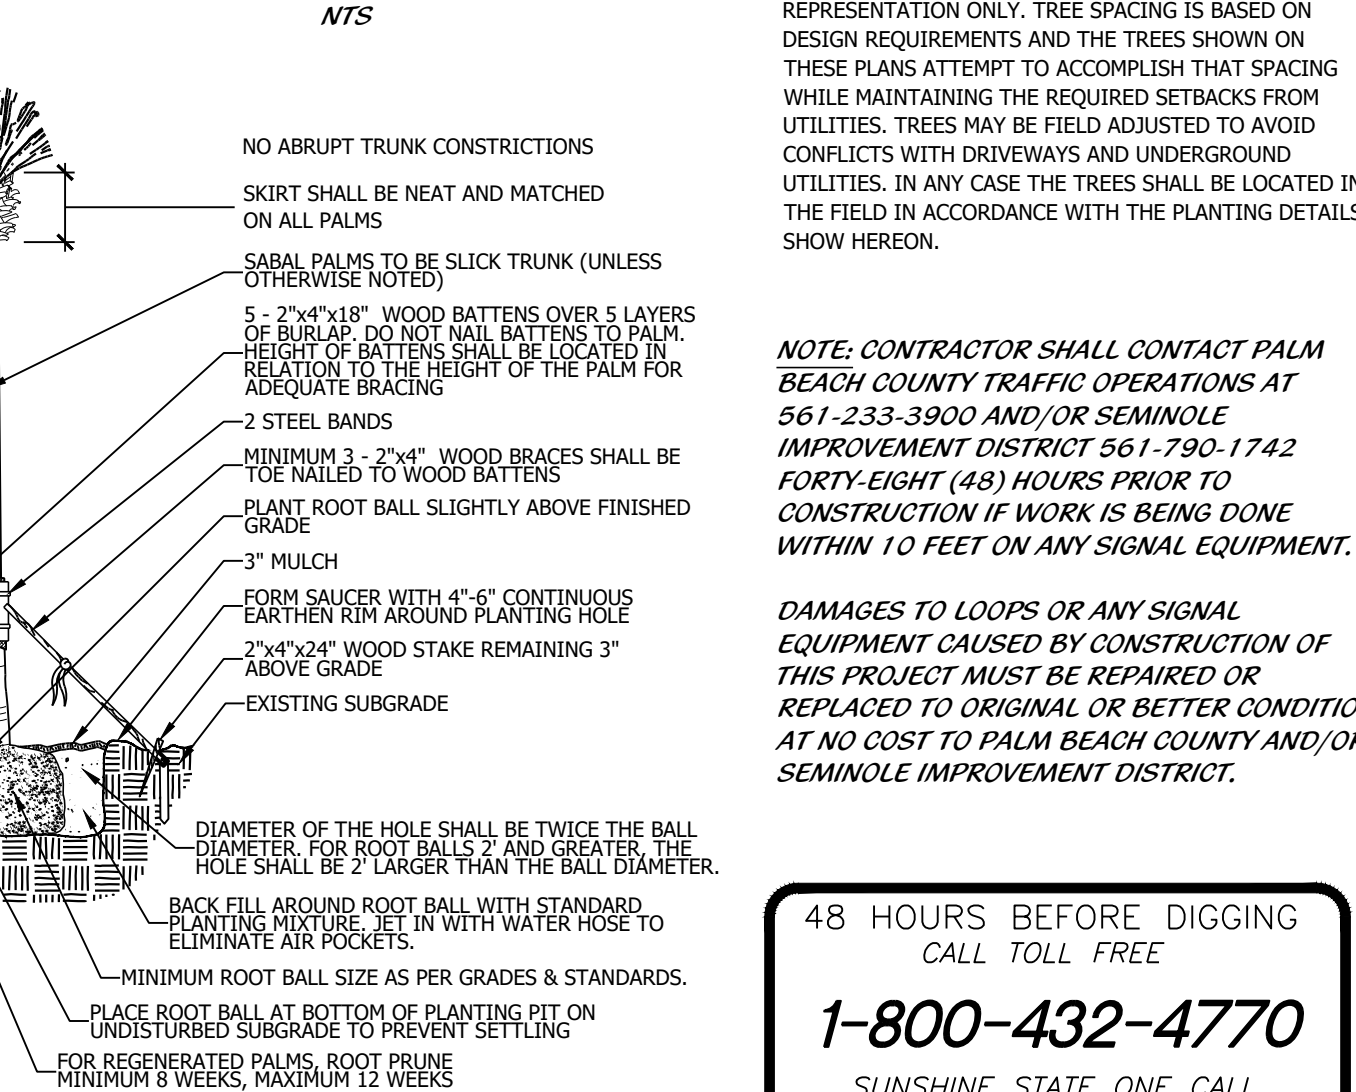 NTS
NO ABRUPT TRUNK CONSTRICTIONS
SKIRT SHALL BE NEAT AND MATCHED
ON ALL PALMS
SABAL PALMS TO BE SLICK TRUNK (UNLESS
OTHERWISE NOTED)
5 - 2"x4"x18" WOOD BATTENS OVER 5 LAYERS
OF BURLAP. DO NOT NAIL BATTENS TO PALM.
HEIGHT OF BATTENS SHALL BE LOCATED IN
RELATION TO THE HEIGHT OF THE PALM FOR
ADEQUATE BRACING
2 STEEL BANDS
MINIMUM 3 - 2"x4" WOOD BRACES SHALL BE
TOE NAILED TO WOOD BATTENS
PLANT ROOT BALL SLIGHTLY ABOVE FINISHED
GRADE
3" MULCH
FORM SAUCER WITH 4"-6" CONTINUOUS
EARTHEN RIM AROUND PLANTING HOLE
2"x4"x24" WOOD STAKE REMAINING 3"
ABOVE GRADE
EXISTING SUBGRADE
DIAMETER OF THE HOLE SHALL BE TWICE THE BALL
DIAMETER. FOR ROOT BALLS 2' AND GREATER, THE
HOLE SHALL BE 2' LARGER THAN THE BALL DIAMETER.
BACK FILL AROUND ROOT BALL WITH STANDARD
PLANTING MIXTURE. JET IN WITH WATER HOSE TO
ELIMINATE AIR POCKETS.
MINIMUM ROOT BALL SIZE AS PER GRADES & STANDARDS.
PLACE ROOT BALL AT BOTTOM OF PLANTING PIT ON
UNDISTURBED SUBGRADE TO PREVENT SETTLING
FOR REGENERATED PALMS, ROOT PRUNE
MINIMUM 8 WEEKS, MAXIMUM 12 WEEKS
REPRESENTATION ONLY. TREE SPACING IS BASED ON
DESIGN REQUIREMENTS AND THE TREES SHOWN ON
THESE PLANS ATTEMPT TO ACCOMPLISH THAT SPACING
WHILE MAINTAINING THE REQUIRED SETBACKS FROM
UTILITIES. TREES MAY BE FIELD ADJUSTED TO AVOID
CONFLICTS WITH DRIVEWAYS AND UNDERGROUND
UTILITIES. IN ANY CASE THE TREES SHALL BE LOCATED IN
THE FIELD IN ACCORDANCE WITH THE PLANTING DETAILS
SHOW HEREON.
NOTE: CONTRACTOR SHALL CONTACT PALM
BEACH COUNTY TRAFFIC OPERATIONS AT
561-233-3900 AND/OR SEMINOLE
IMPROVEMENT DISTRICT 561-790-1742
FORTY-EIGHT (48) HOURS PRIOR TO
CONSTRUCTION IF WORK IS BEING DONE
WITHIN 10 FEET ON ANY SIGNAL EQUIPMENT.
DAMAGES TO LOOPS OR ANY SIGNAL
EQUIPMENT CAUSED BY CONSTRUCTION OF
THIS PROJECT MUST BE REPAIRED OR
REPLACED TO ORIGINAL OR BETTER CONDITIO
AT NO COST TO PALM BEACH COUNTY AND/OR
SEMINOLE IMPROVEMENT DISTRICT.
48 HOURS BEFORE DIGGING
CALL TOLL FREE
1-800-432-4770
SUNSHINE STATE ONE CALL